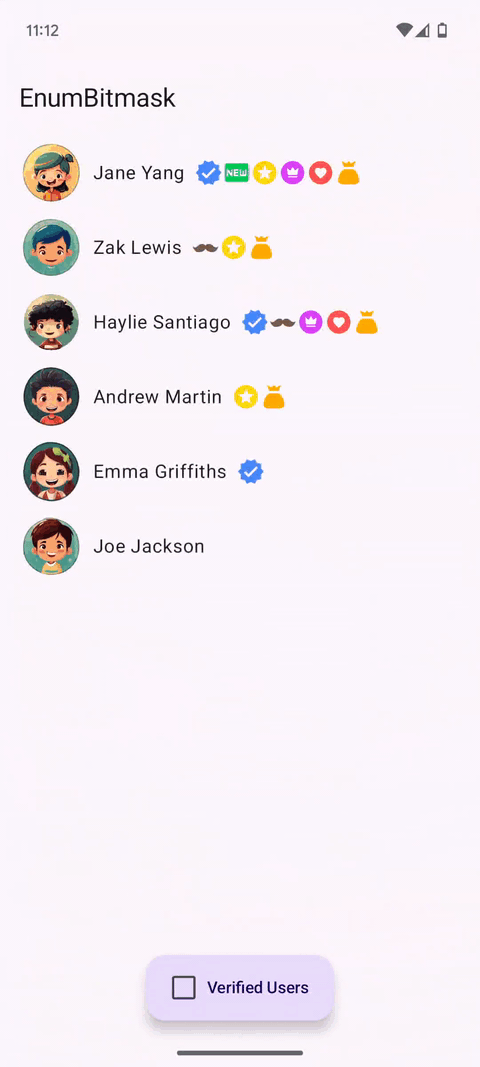 11:12
EnumBitmask
Jane Yang NEW
Zak Lewis
Haylie Santiago
Andrew Martin
Emma Griffiths
Joe Jackson
Verified Users